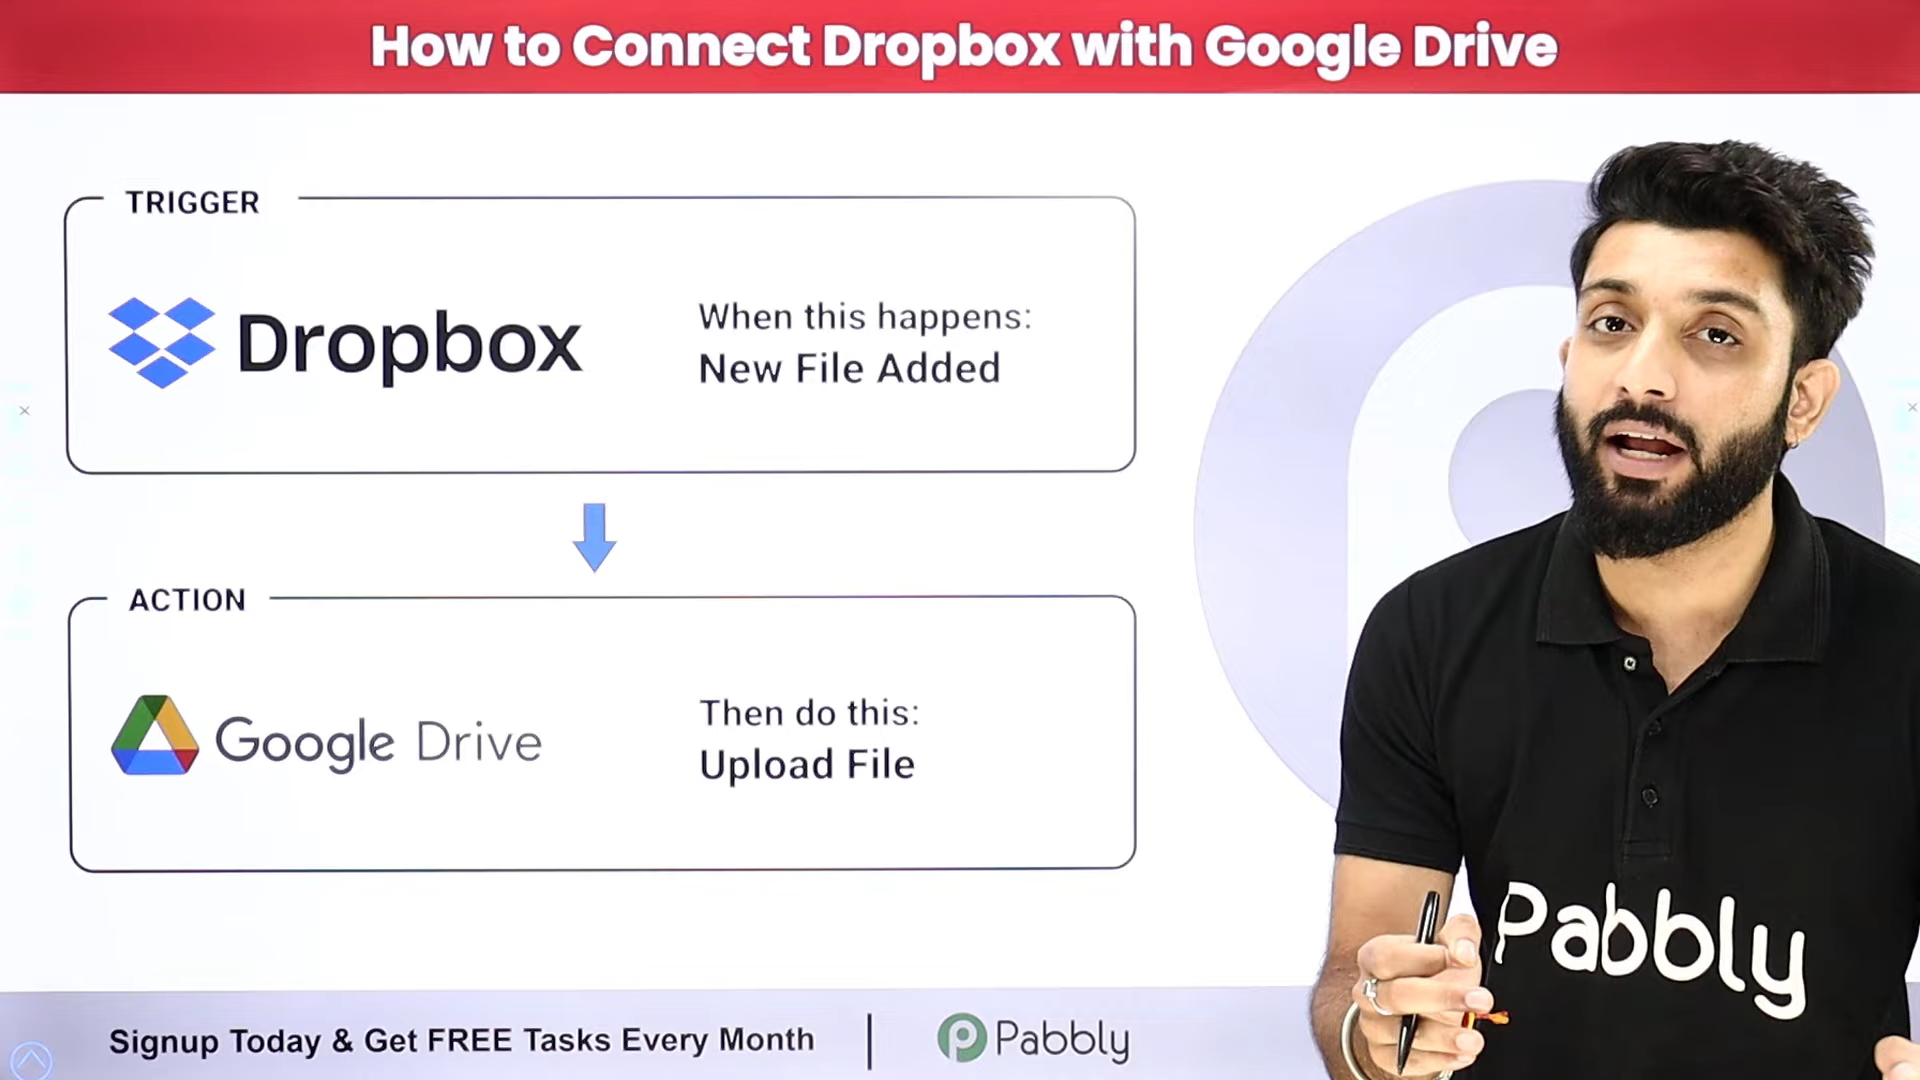 How to Connect Dropbox with Google Drive
TRIGGER
Dropbox
When this happens:
New File Added
ACTION
Google Drive
Then do this:
Upload File
Pabbly
Signup Today & Get FREE Tasks Every Month
Pabbly